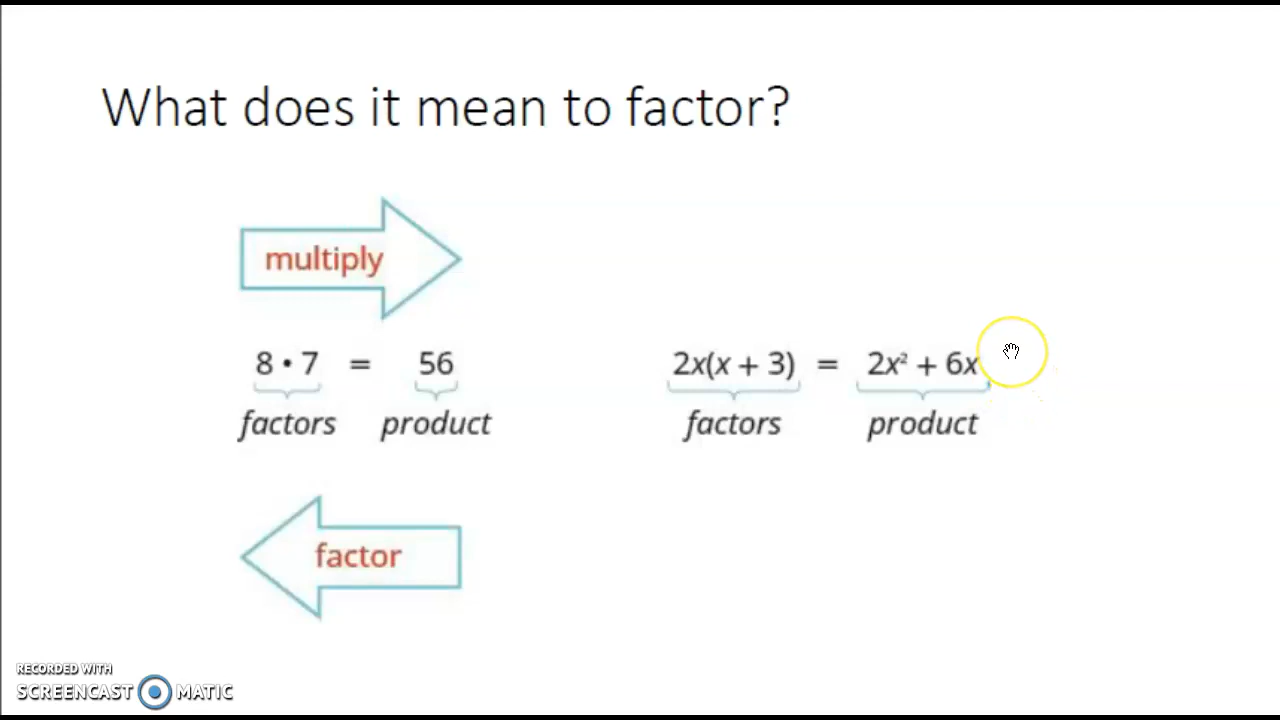 What does it mean to factor?
multiply
8 • 7 = 56
factors product
2x(x + 3) = 2x² + 6x
factors product
factor
RECORDED WITH
SCREENCAST MATIC